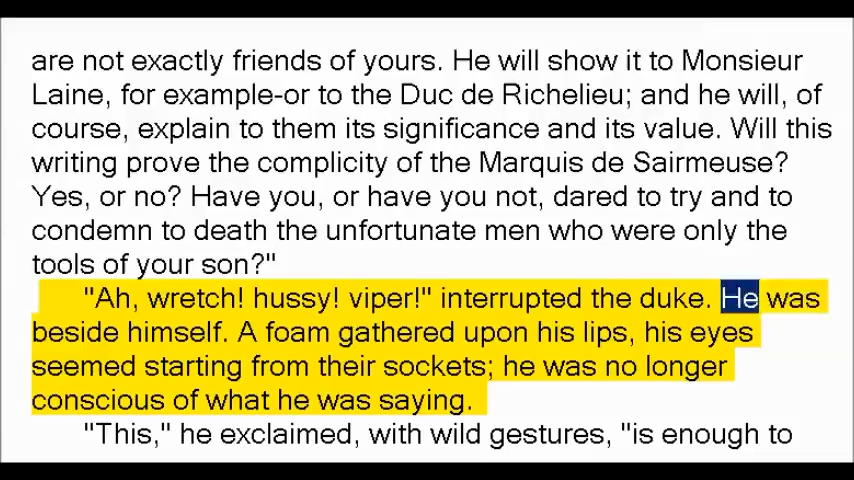 are not exactly friends of yours. He will show it to Monsieur
Laine, for example-or to the Duc de Richelieu; and he will, of
course, explain to them its significance and its value. Will this
writing prove the complicity of the Marquis de Sairmeuse?
Yes, or no? Have you, or have you not, dared to try and to
condemn to death the unfortunate men who were only the
tools of your son?"
"Ah, wretch! hussy! viper!" interrupted the duke. He was
beside himself. A foam gathered upon his lips, his eyes
seemed starting from their sockets; he was no longer
conscious of what he was saying.
"This," he exclaimed, with wild gestures, "is enough to